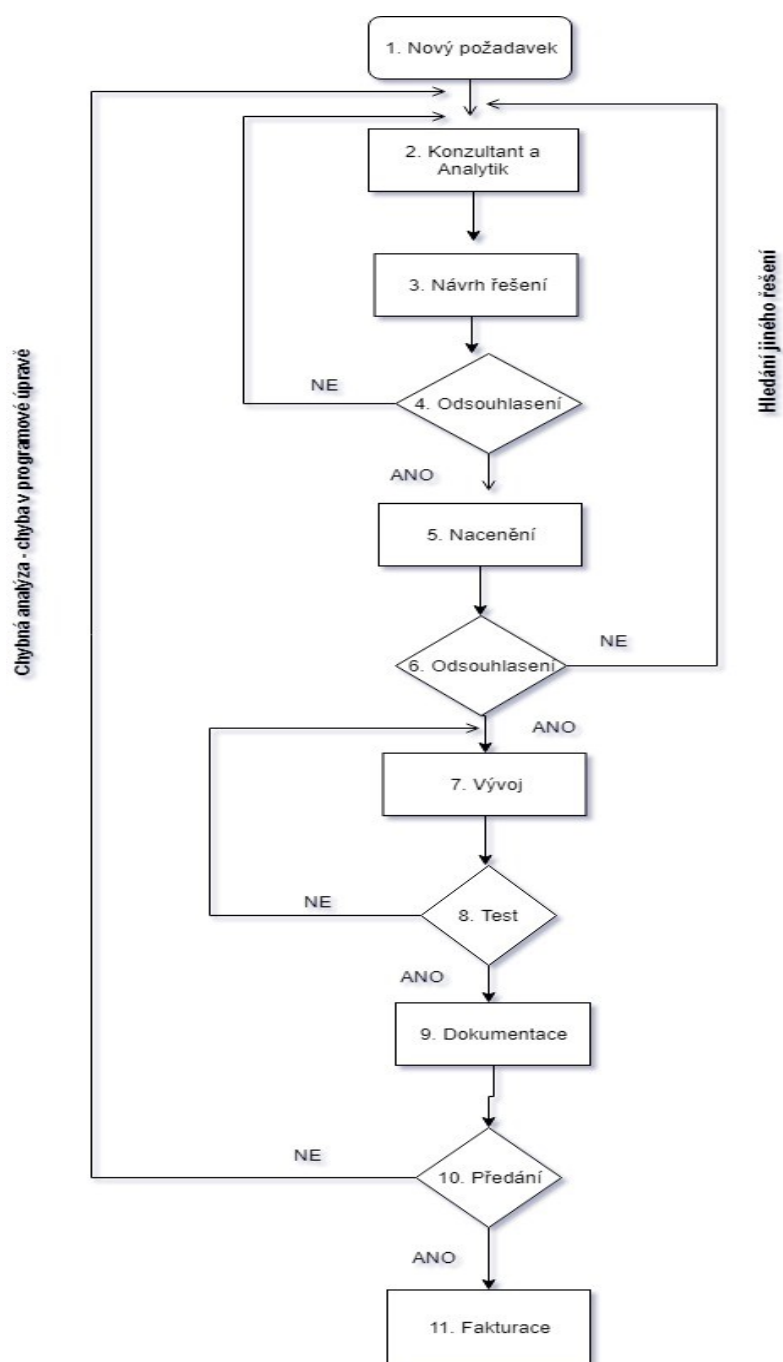 1. Nový požadavek
2. Konzultant a
Analytik
3. Návrh řešení
NE
4. Odsouhlasení
ANO
5. Nacenění
6. Odsouhlasení
NE
ANO
7. Vývoj
NE
8. Test
ANO
9. Dokumentace
NE
10. Předání
ANO
11. Fakturace
Chybná analýza - chyba v programové úpravě
Hledání jiného řešení